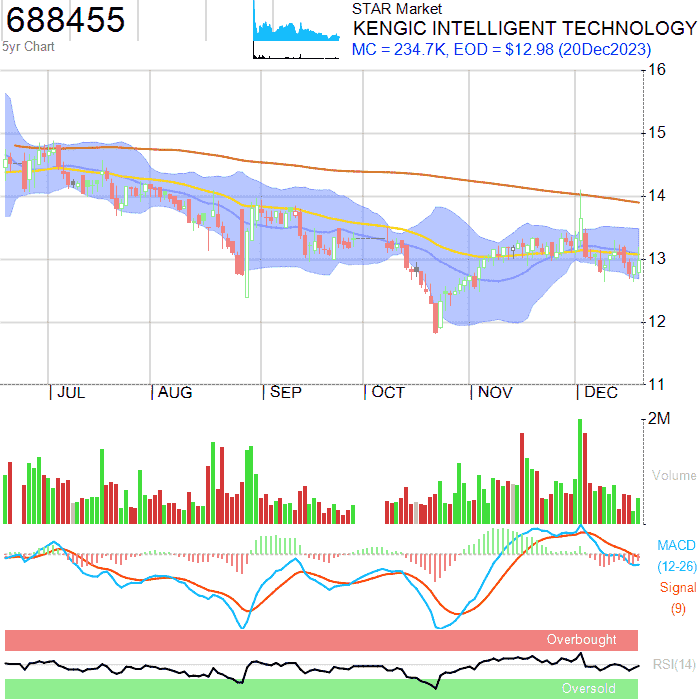 688455
5yr Chart
STAR Market
KENGIC INTELLIGENT TECHNOLOGY
MC = 234.7K, EOD = $12.98 (20Dec2023)
16
15
14
13
12
11
JUL AUG SEP OCT NOV DEC
2M
Volume
MACD
(12-26)
Signal
(9)
Overbought
RSI(14)
Oversold